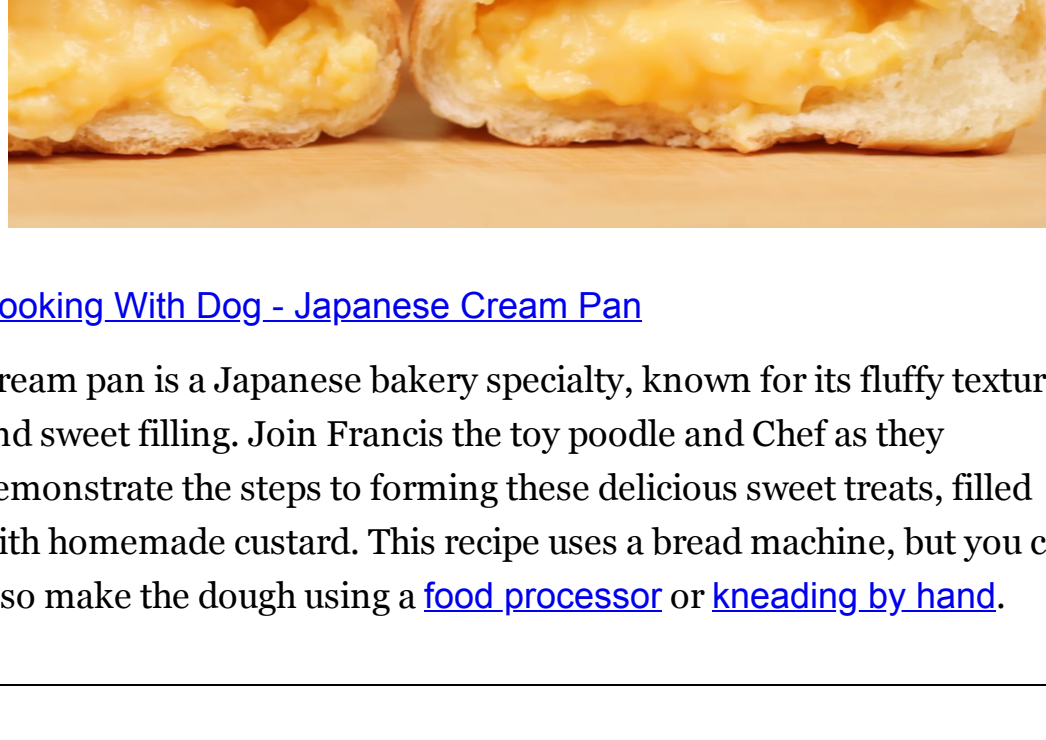 ooking With Dog - Japanese Cream Pan
ream pan is a Japanese bakery specialty, known for its fluffy textur
nd sweet filling. Join Francis the toy poodle and Chef as they
emonstrate the steps to forming these delicious sweet treats, filled
ith homemade custard. This recipe uses a bread machine, but you c
so make the dough using a food processor or kneading by hand.